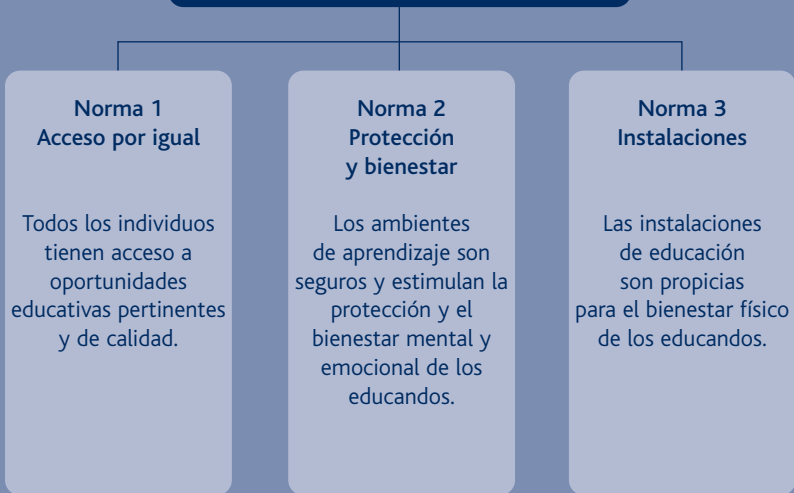 Norma 1
Acceso por igual
Todos los individuos
tienen acceso a
oportunidades
educativas pertinentes
y de calidad.
Norma 2
Protección
y bienestar
Los ambientes
de aprendizaje son
seguros y estimulan la
protección y el
bienestar mental y
emocional de los
educandos.
Norma 3
Instalaciones
Las instalaciones
de educación
son propicias
para el bienestar físico
de los educandos.